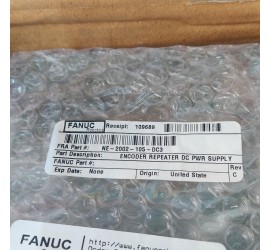 FANUC Receipt: 109689
FRA Part #: NE-2002-105-DC3
Part Description: ENCODER REPEATER DC PWR SUPPLY
FANUC Part #: Rev
Exp Date: None Origin: United State C
FANUC http://www.fanuc